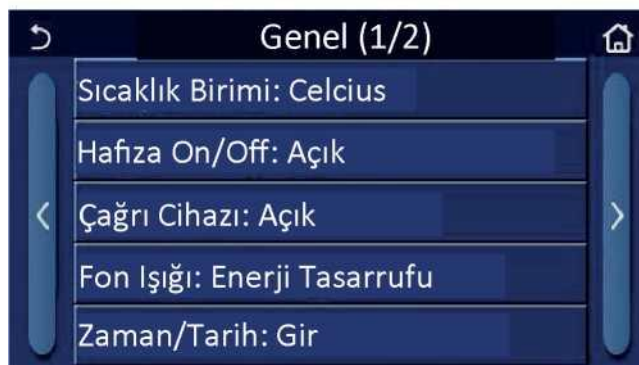 Genel (1/2)
Sıcaklık Birimi: Celcius
Hafıza On/Off: Açık
Çağrı Cihazı: Açık
Fon Işığı: Enerji Tasarrufu
Zaman/Tarih: Gir